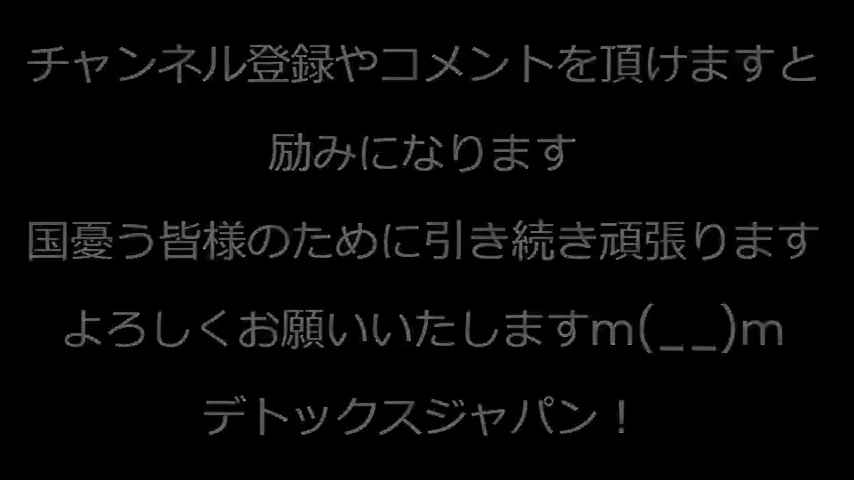 チャンネル登録やコメントを頂けますと
励みになります
国憂う皆様のために引き続き頑張ります
よろしくお願いいたしますm(__)m
デトックスジャパン！